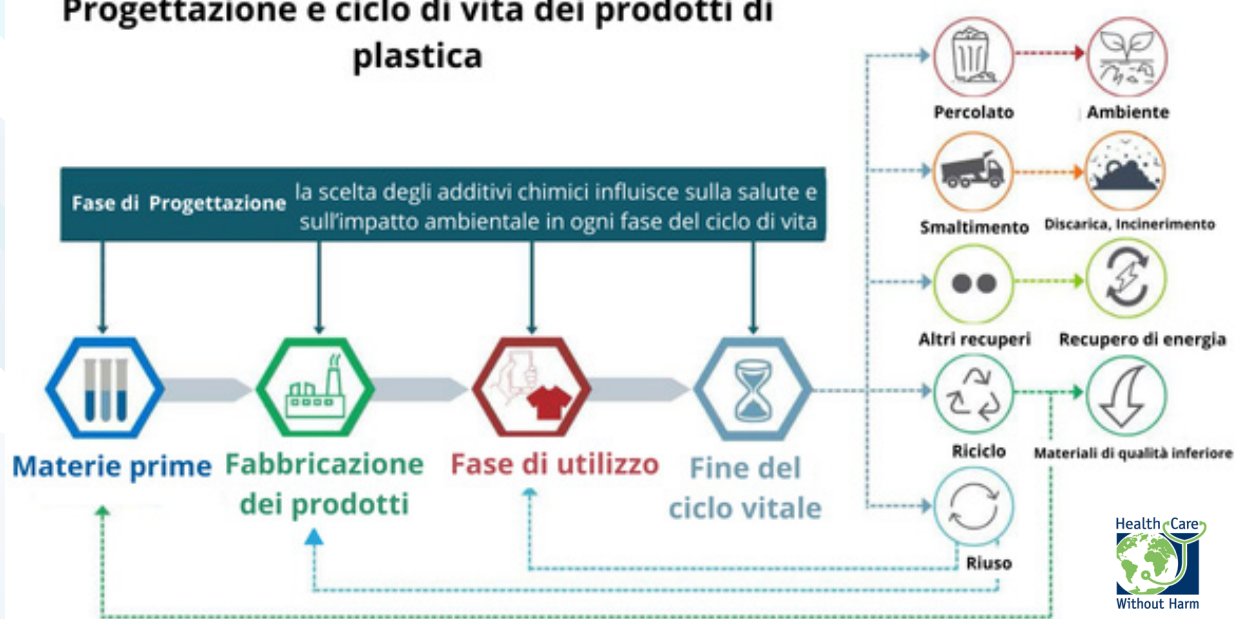 Progettazione e ciclo di vita dei prodotti di
plastica
Fase di Progettazione
la scelta degli additivi chimici influisce sulla salute e
sull'impatto ambientale in ogni fase del ciclo di vita
Materie prime
Fabbricazione
dei prodotti
Fase di utilizzo
Fine del
ciclo vitale
Percolato
Ambiente
Smaltimento
Discarica, Incinerimento
Altri recuperi
Recupero di energia
Riciclo
Materiali di qualità inferiore
Riuso
Health Care
Without Harm